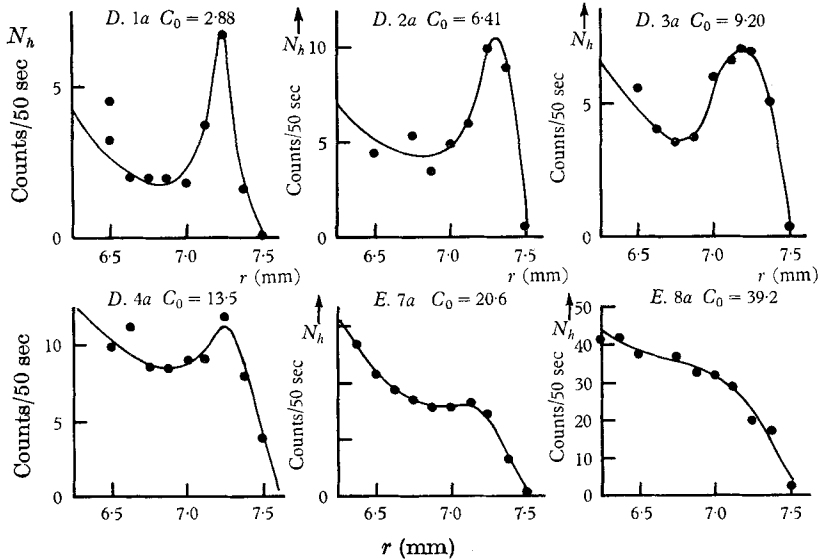 D. 1a C₀ = 2.88
N_h
5
0
Counts/50 sec
6·5 7·0 7·5
r (mm)
D. 2a C₀ = 6.41
N_h
10
5
0
Counts/50 sec
6·5 7·0 7·5
r (mm)
D. 3a C₀ = 9.20
N_h
5
0
Counts/50 sec
6·5 7·0 7·5
r (mm)
D. 4a C₀ = 13.5
10
5
0
Counts/50 sec
6·5 7·0 7·5
E. 7a C₀ = 20.6
N_h
0
Counts/50 sec
6·5 7·0 7·5
E. 8a C₀ = 39.2
50
N_h
40
30
20
10
0
Counts/50 sec
6·5 7·0 7·5
r (mm)